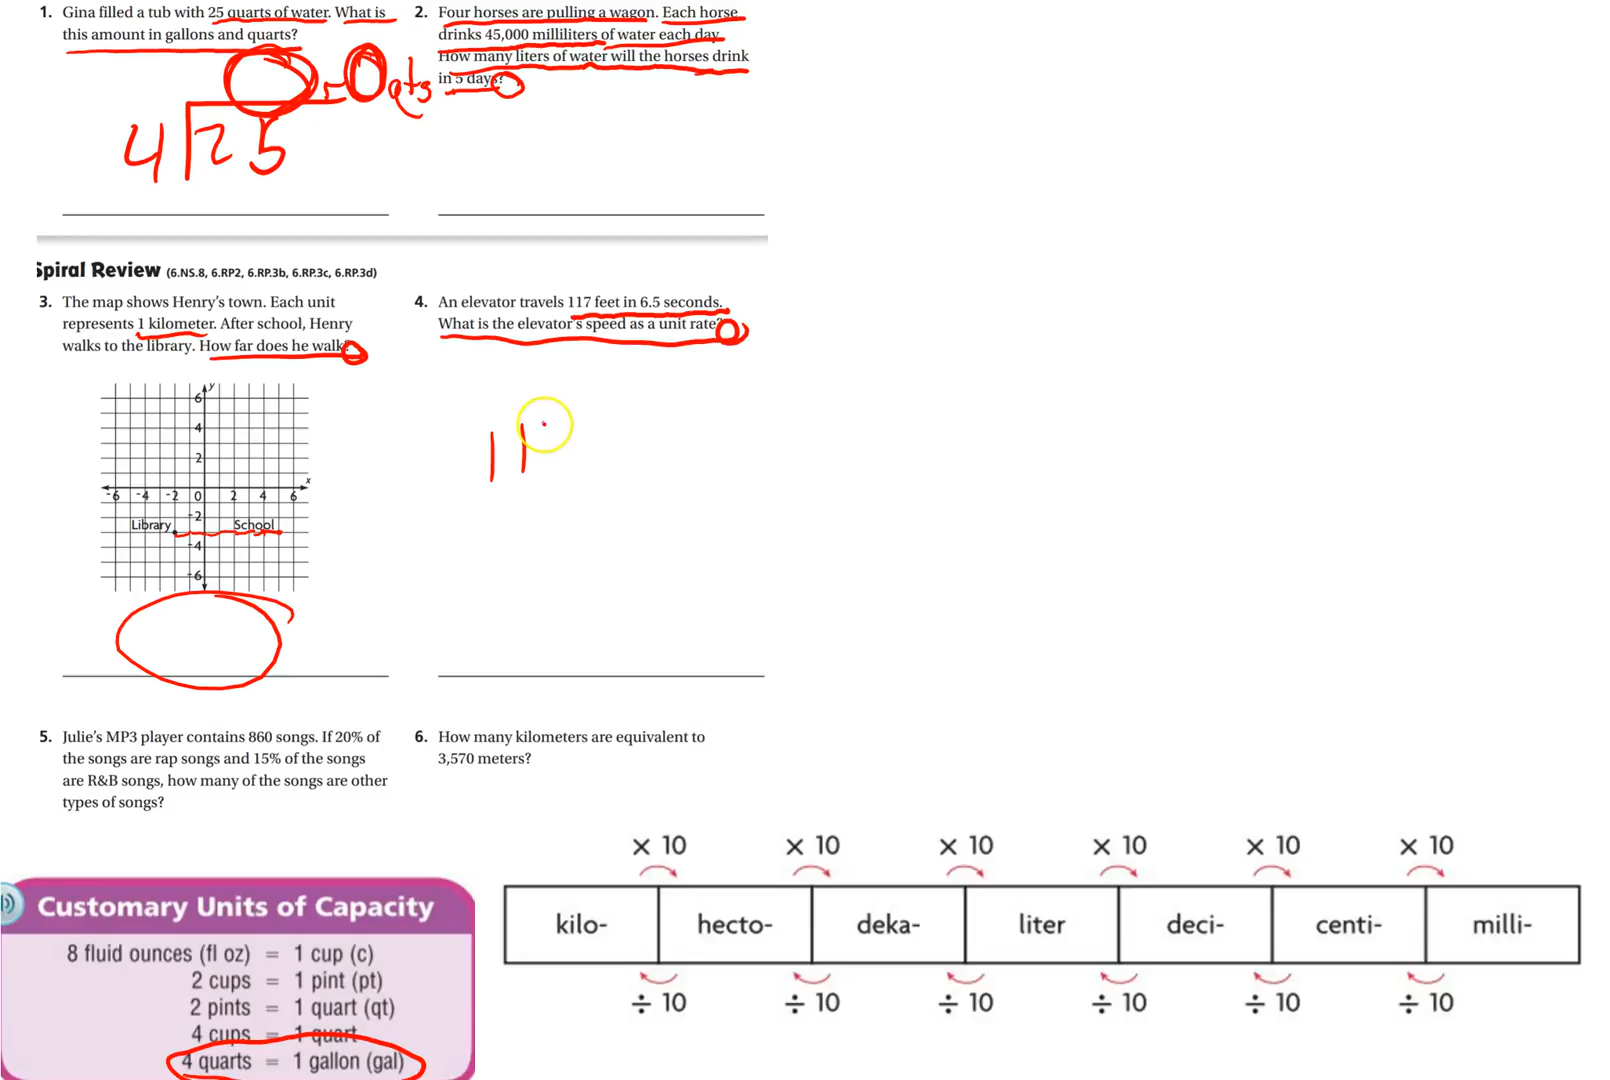 1. Gina filled a tub with 25 quarts of water. What is
this amount in gallons and quarts?
2. Four horses are pulling a wagon. Each horse
drinks 45,000 milliliters of water each day.
How many liters of water will the horses drink
in 5 days?
qts
4 25
Spiral Review (6.NS.8, 6.RP2, 6.RP.3b, 6.RP.3c, 6.RP.3d)
3. The map shows Henry's town. Each unit
represents 1 kilometer. After school, Henry
walks to the library. How far does he walk?
4. An elevator travels 117 feet in 6.5 seconds.
What is the elevator's speed as a unit rate?
11
y
6
4
2
x
-6 -4 -2 0 2 4 6
-2
Library School
-4
-6
5. Julie's MP3 player contains 860 songs. If 20% of
the songs are rap songs and 15% of the songs
are R&B songs, how many of the songs are other
types of songs?
6. How many kilometers are equivalent to
3,570 meters?
Customary Units of Capacity
8 fluid ounces (fl oz) = 1 cup (c)
2 cups = 1 pint (pt)
2 pints = 1 quart (qt)
4 cups = 1 quart
4 quarts = 1 gallon (gal)
× 10 × 10 × 10 × 10 × 10 × 10
kilo- hecto- deka- liter deci- centi- milli-
÷ 10 ÷ 10 ÷ 10 ÷ 10 ÷ 10 ÷ 10